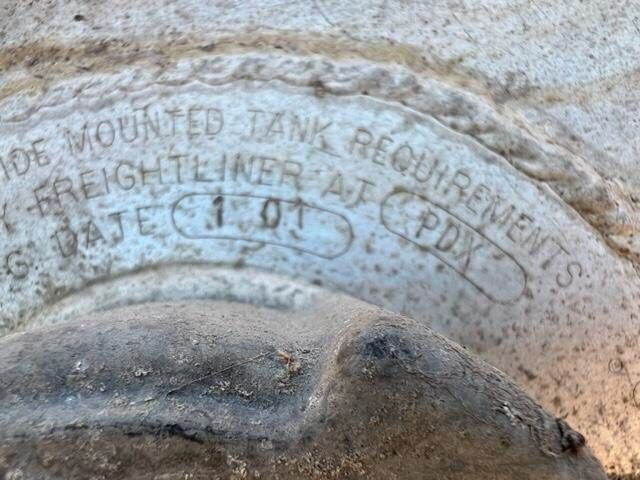 IDE MOUNTED TANK REQUIREMENTS
Y FREIGHTLINER AT PDX
G DATE 1 01